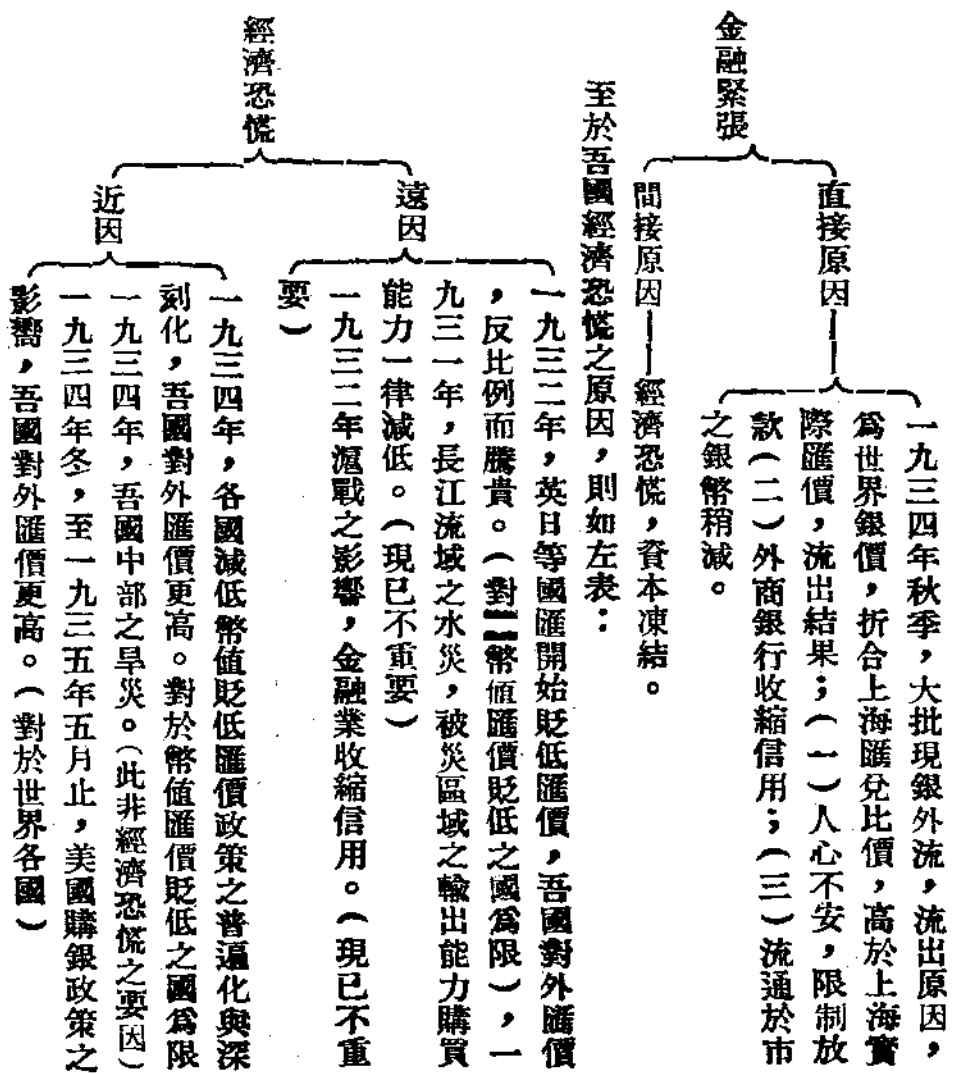 金融緊張
直接原因
一九三四年秋季，大批現銀外流，流出原因，
爲世界銀價，折合上海匯兌比價，高於上海實
際匯價，流出結果；（一）人心不安，限制放
款（二）外商銀行收縮信用；（三）流通於市
之銀幣稍減。
間接原因
經濟恐慌，資本凍結。
至於吾國經濟恐慌之原因，則如左表：
經濟恐慌
遠因
一九三二年，英日等國匯開始貶低匯價，吾國對外匯價
，反比例而騰貴。（對幣値匯價貶低之國爲限），一
九三一年，長江流域之水災，被災區域之輸出能力購買
能力一律減低。（現已不重要）
一九三二年滬戰之影響，金融業收縮信用。（現已不重
要）
近因
一九三四年，各國減低幣値貶低匯價政策之普遍化與深
刻化，吾國對外匯價更高。對於幣値匯價貶低之國爲限
一九三四年，吾國中部之旱災。（此非經濟恐慌之要因）
一九三四年冬，至一九三五年五月止，美國購銀政策之
影嚮，吾國對外匯價更高。（對於世界各國）